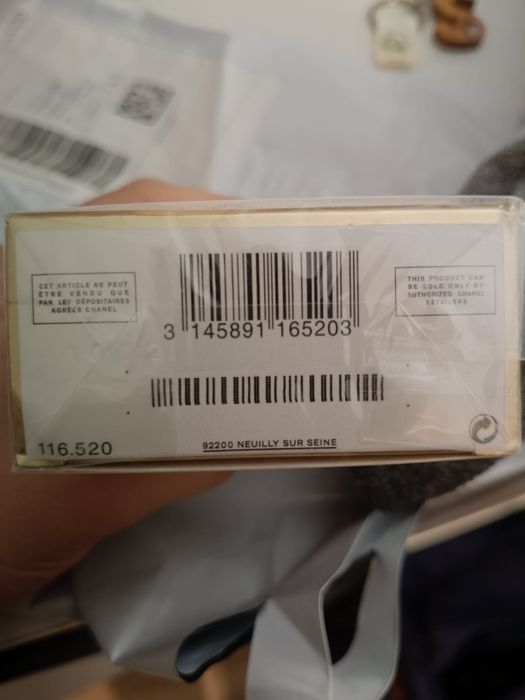 CET ARTICLE NE PEUT
ÊTRE VENDU QUE
PAR LES DÉPOSITAIRES
AGRÉÉS CHANEL
THIS PRODUCT CAN
BE SOLD ONLY BY
AUTHORIZED CHANEL
RETAILERS
3 145891 165203
116.520
92200 NEUILLY SUR SEINE